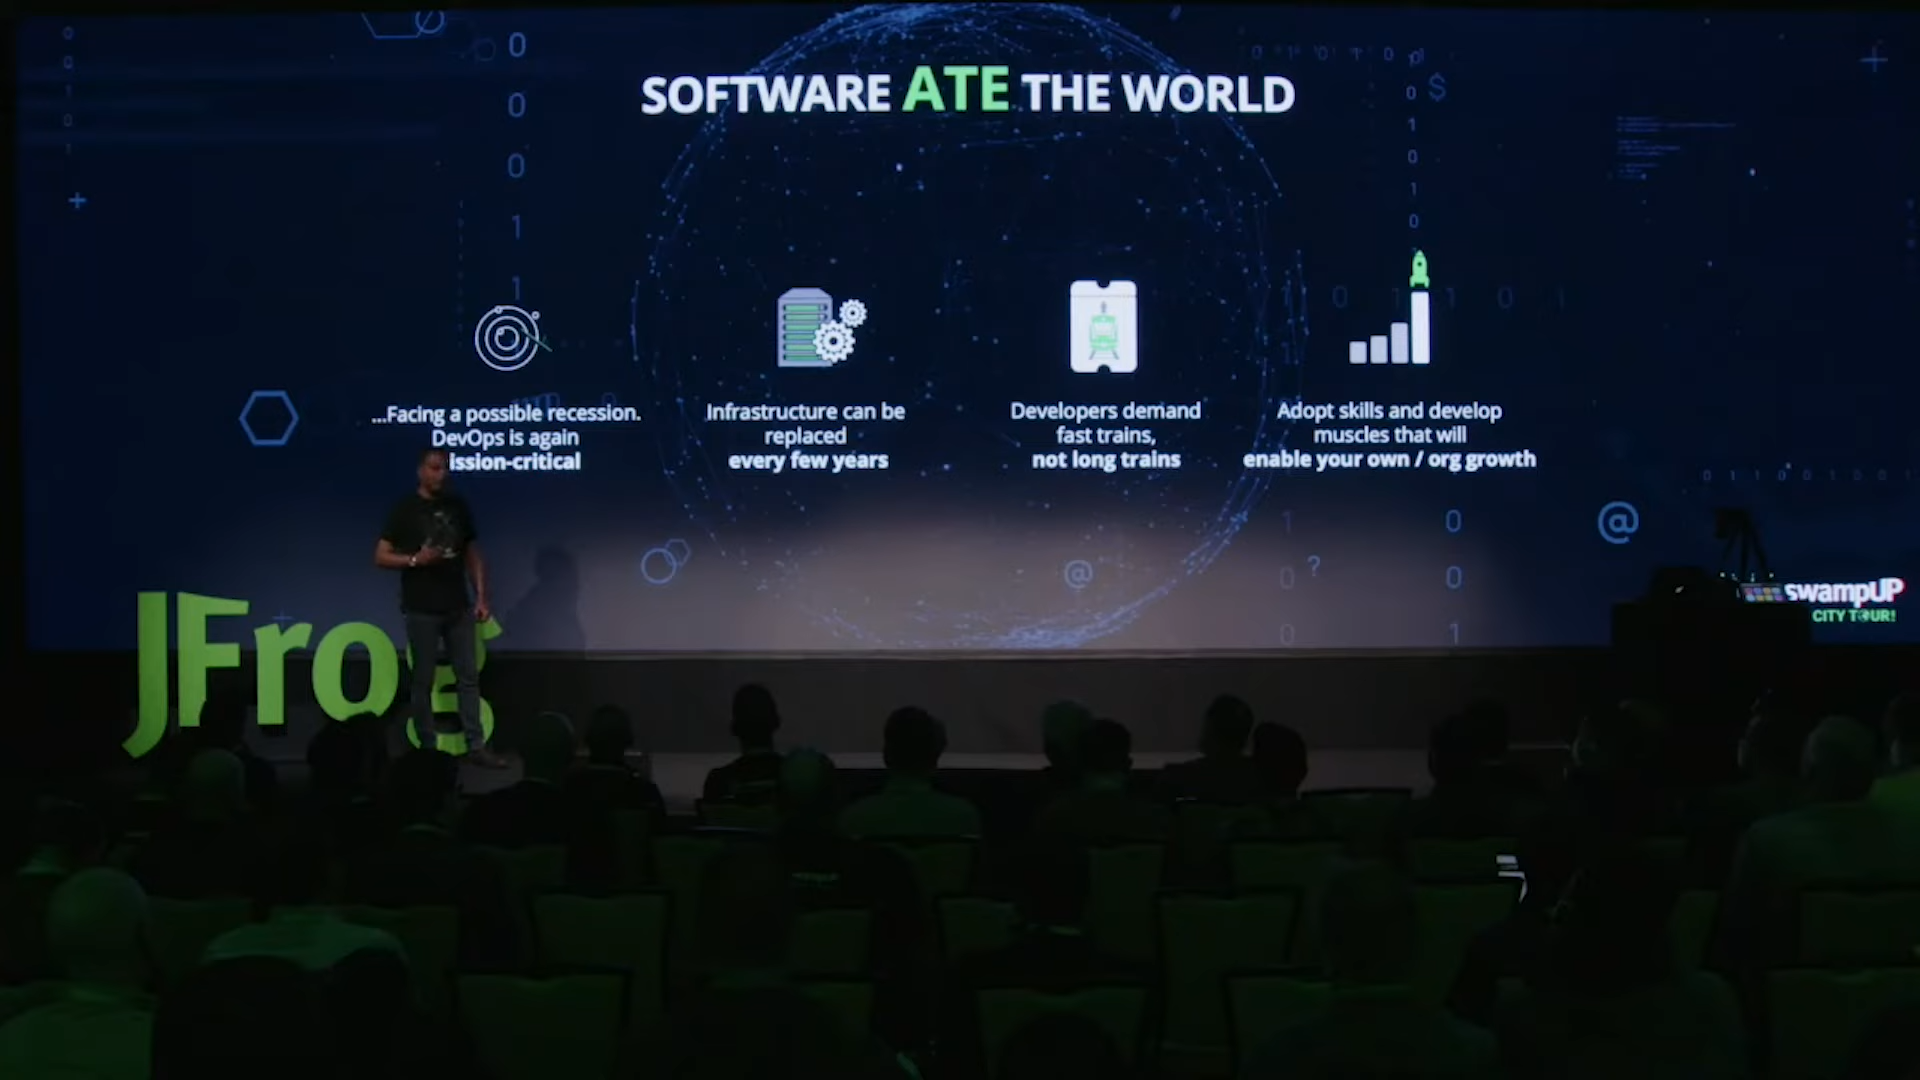 SOFTWARE ATE THE WORLD
...Facing a possible recession.
DevOps is again
ission-critical
Infrastructure can be
replaced
every few years
Developers demand
fast trains,
not long trains
Adopt skills and develop
muscles that will
enable your own / org growth
JFrog
swampUP
CITY TOUR!